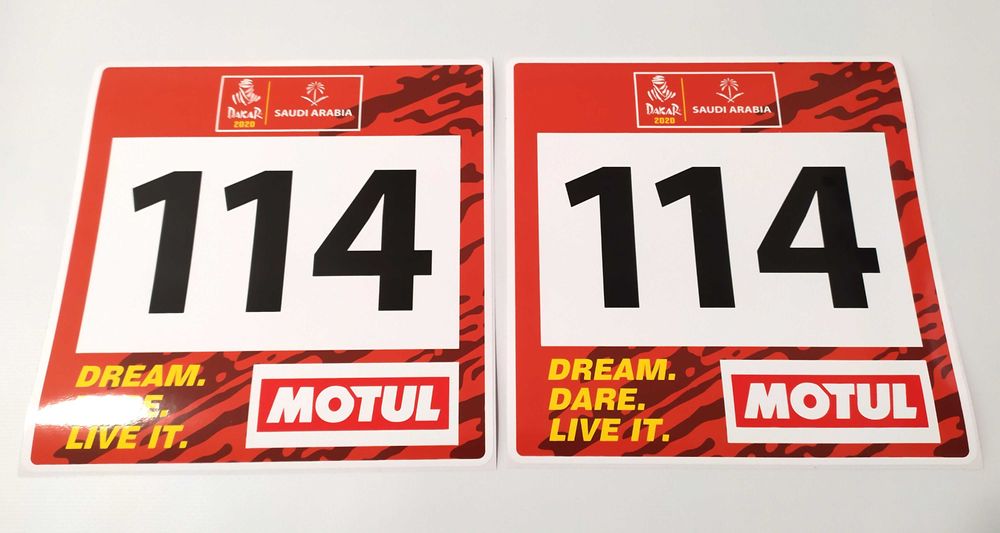 DAKAR
2020
SAUDI ARABIA
114
DREAM.
LIVE IT.
MOTUL
DAKAR
2020
SAUDI ARABIA
114
DREAM.
DARE.
LIVE IT.
MOTUL